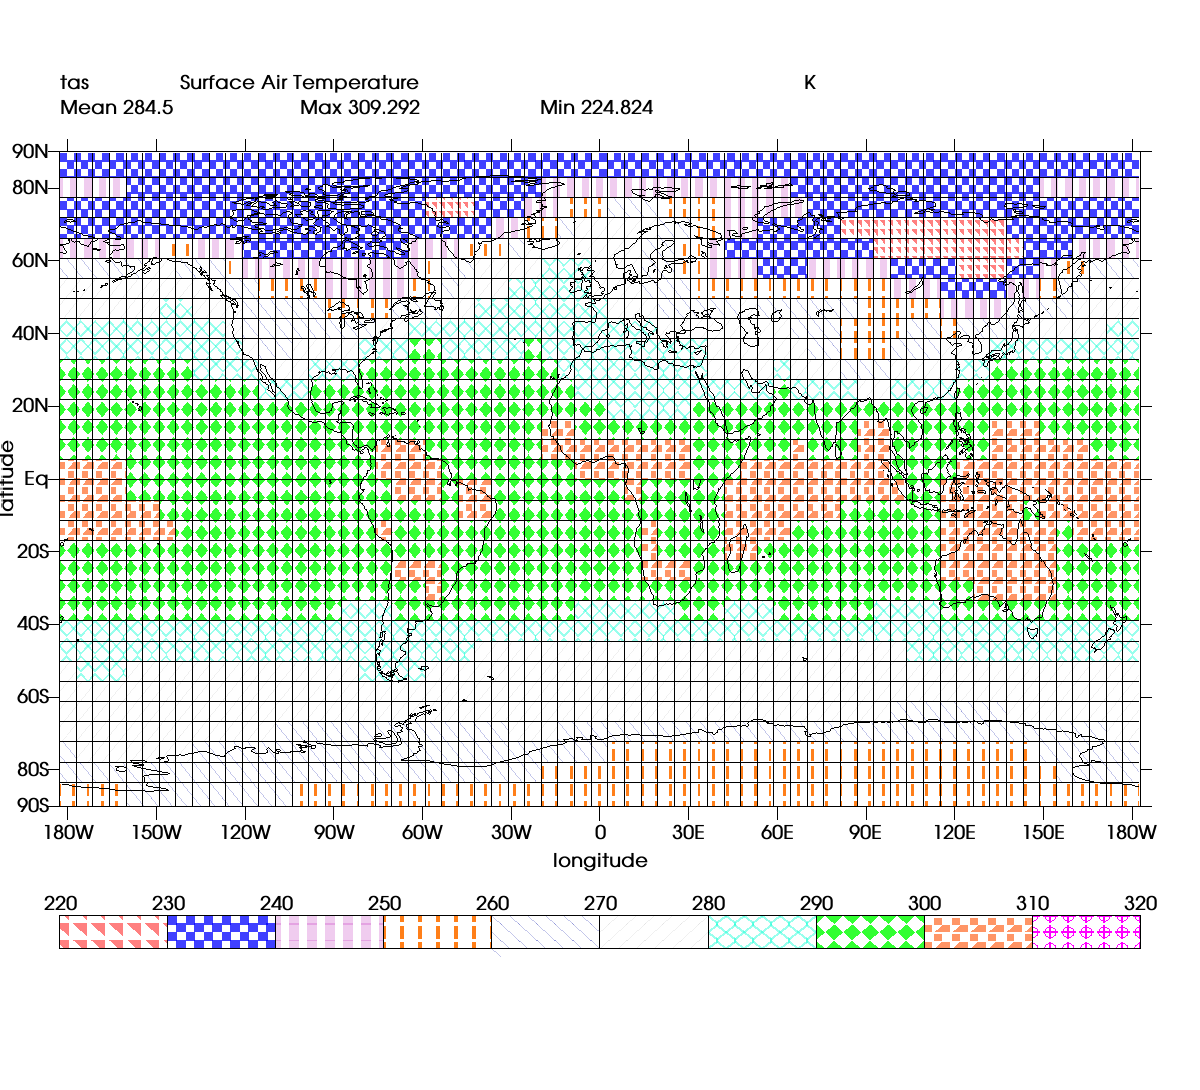 tas Surface Air Temperature K
Mean 284.5 Max 309.292 Min 224.824
90N
80N
60N
40N
20N
Eq
20S
40S
60S
80S
90S
latitude
180W 150W 120W 90W 60W 30W 0 30E 60E 90E 120E 150E 180W
longitude
220 230 240 250 260 270 280 290 300 310 320